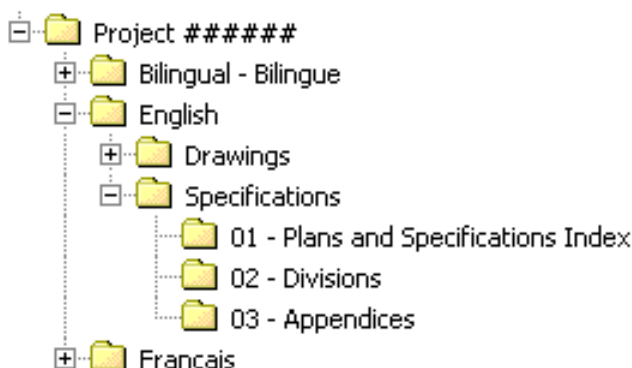 Project ######
Bilingual - Bilingue
English
Drawings
Specifications
01 - Plans and Specifications Index
02 - Divisions
03 - Appendices
Francais